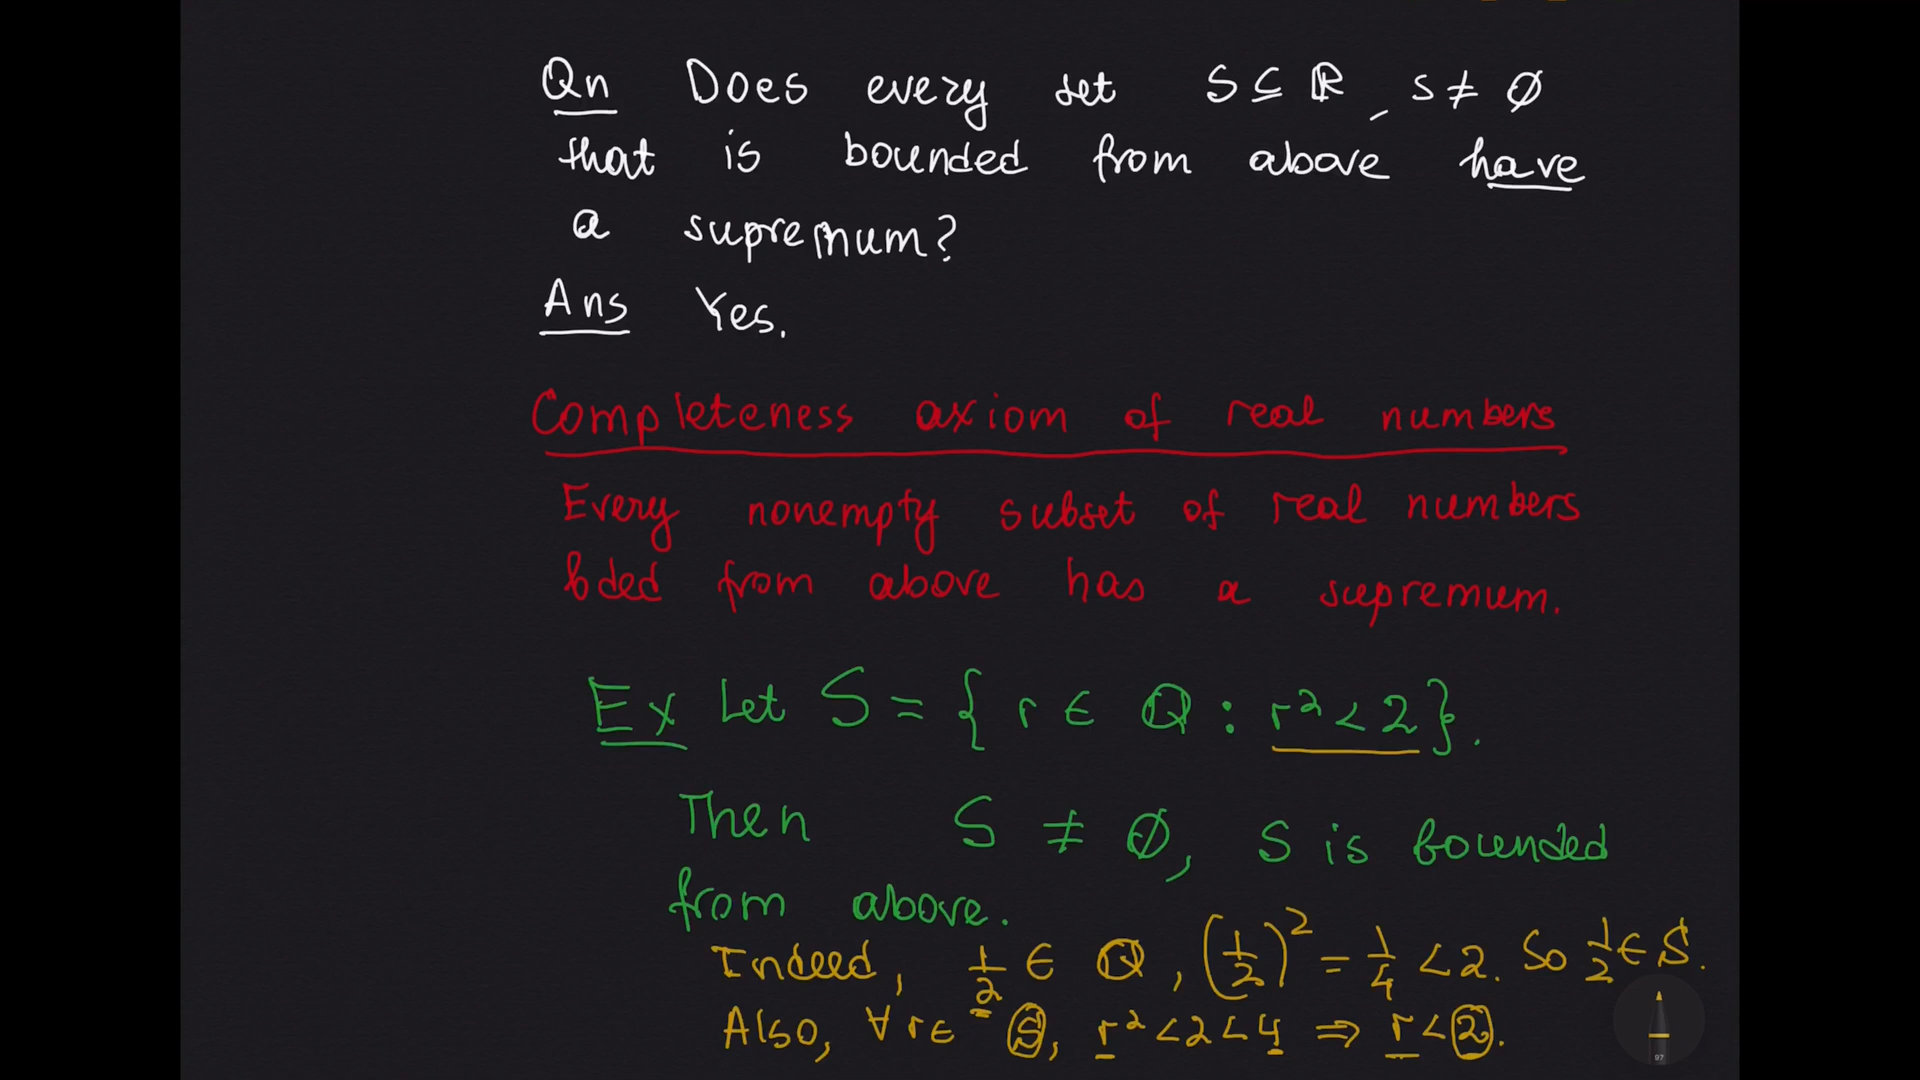 Qn Does every set S ⊆ ℝ, S ≠ ∅
that is bounded from above have
a supremum?
Ans Yes.
Completeness axiom of real numbers
Every nonempty subset of real numbers
bded from above has a supremum.
Ex Let S = { r ∈ ℚ : r² < 2 }.
Then S ≠ ∅, S is bounded
from above.
Indeed, 1/2 ∈ ℚ, (1/2)² = 1/4 < 2. So 1/2 ∈ S.
Also, ∀ r ∈ S, r² < 2 < 4 ⇒ r < 2.
97